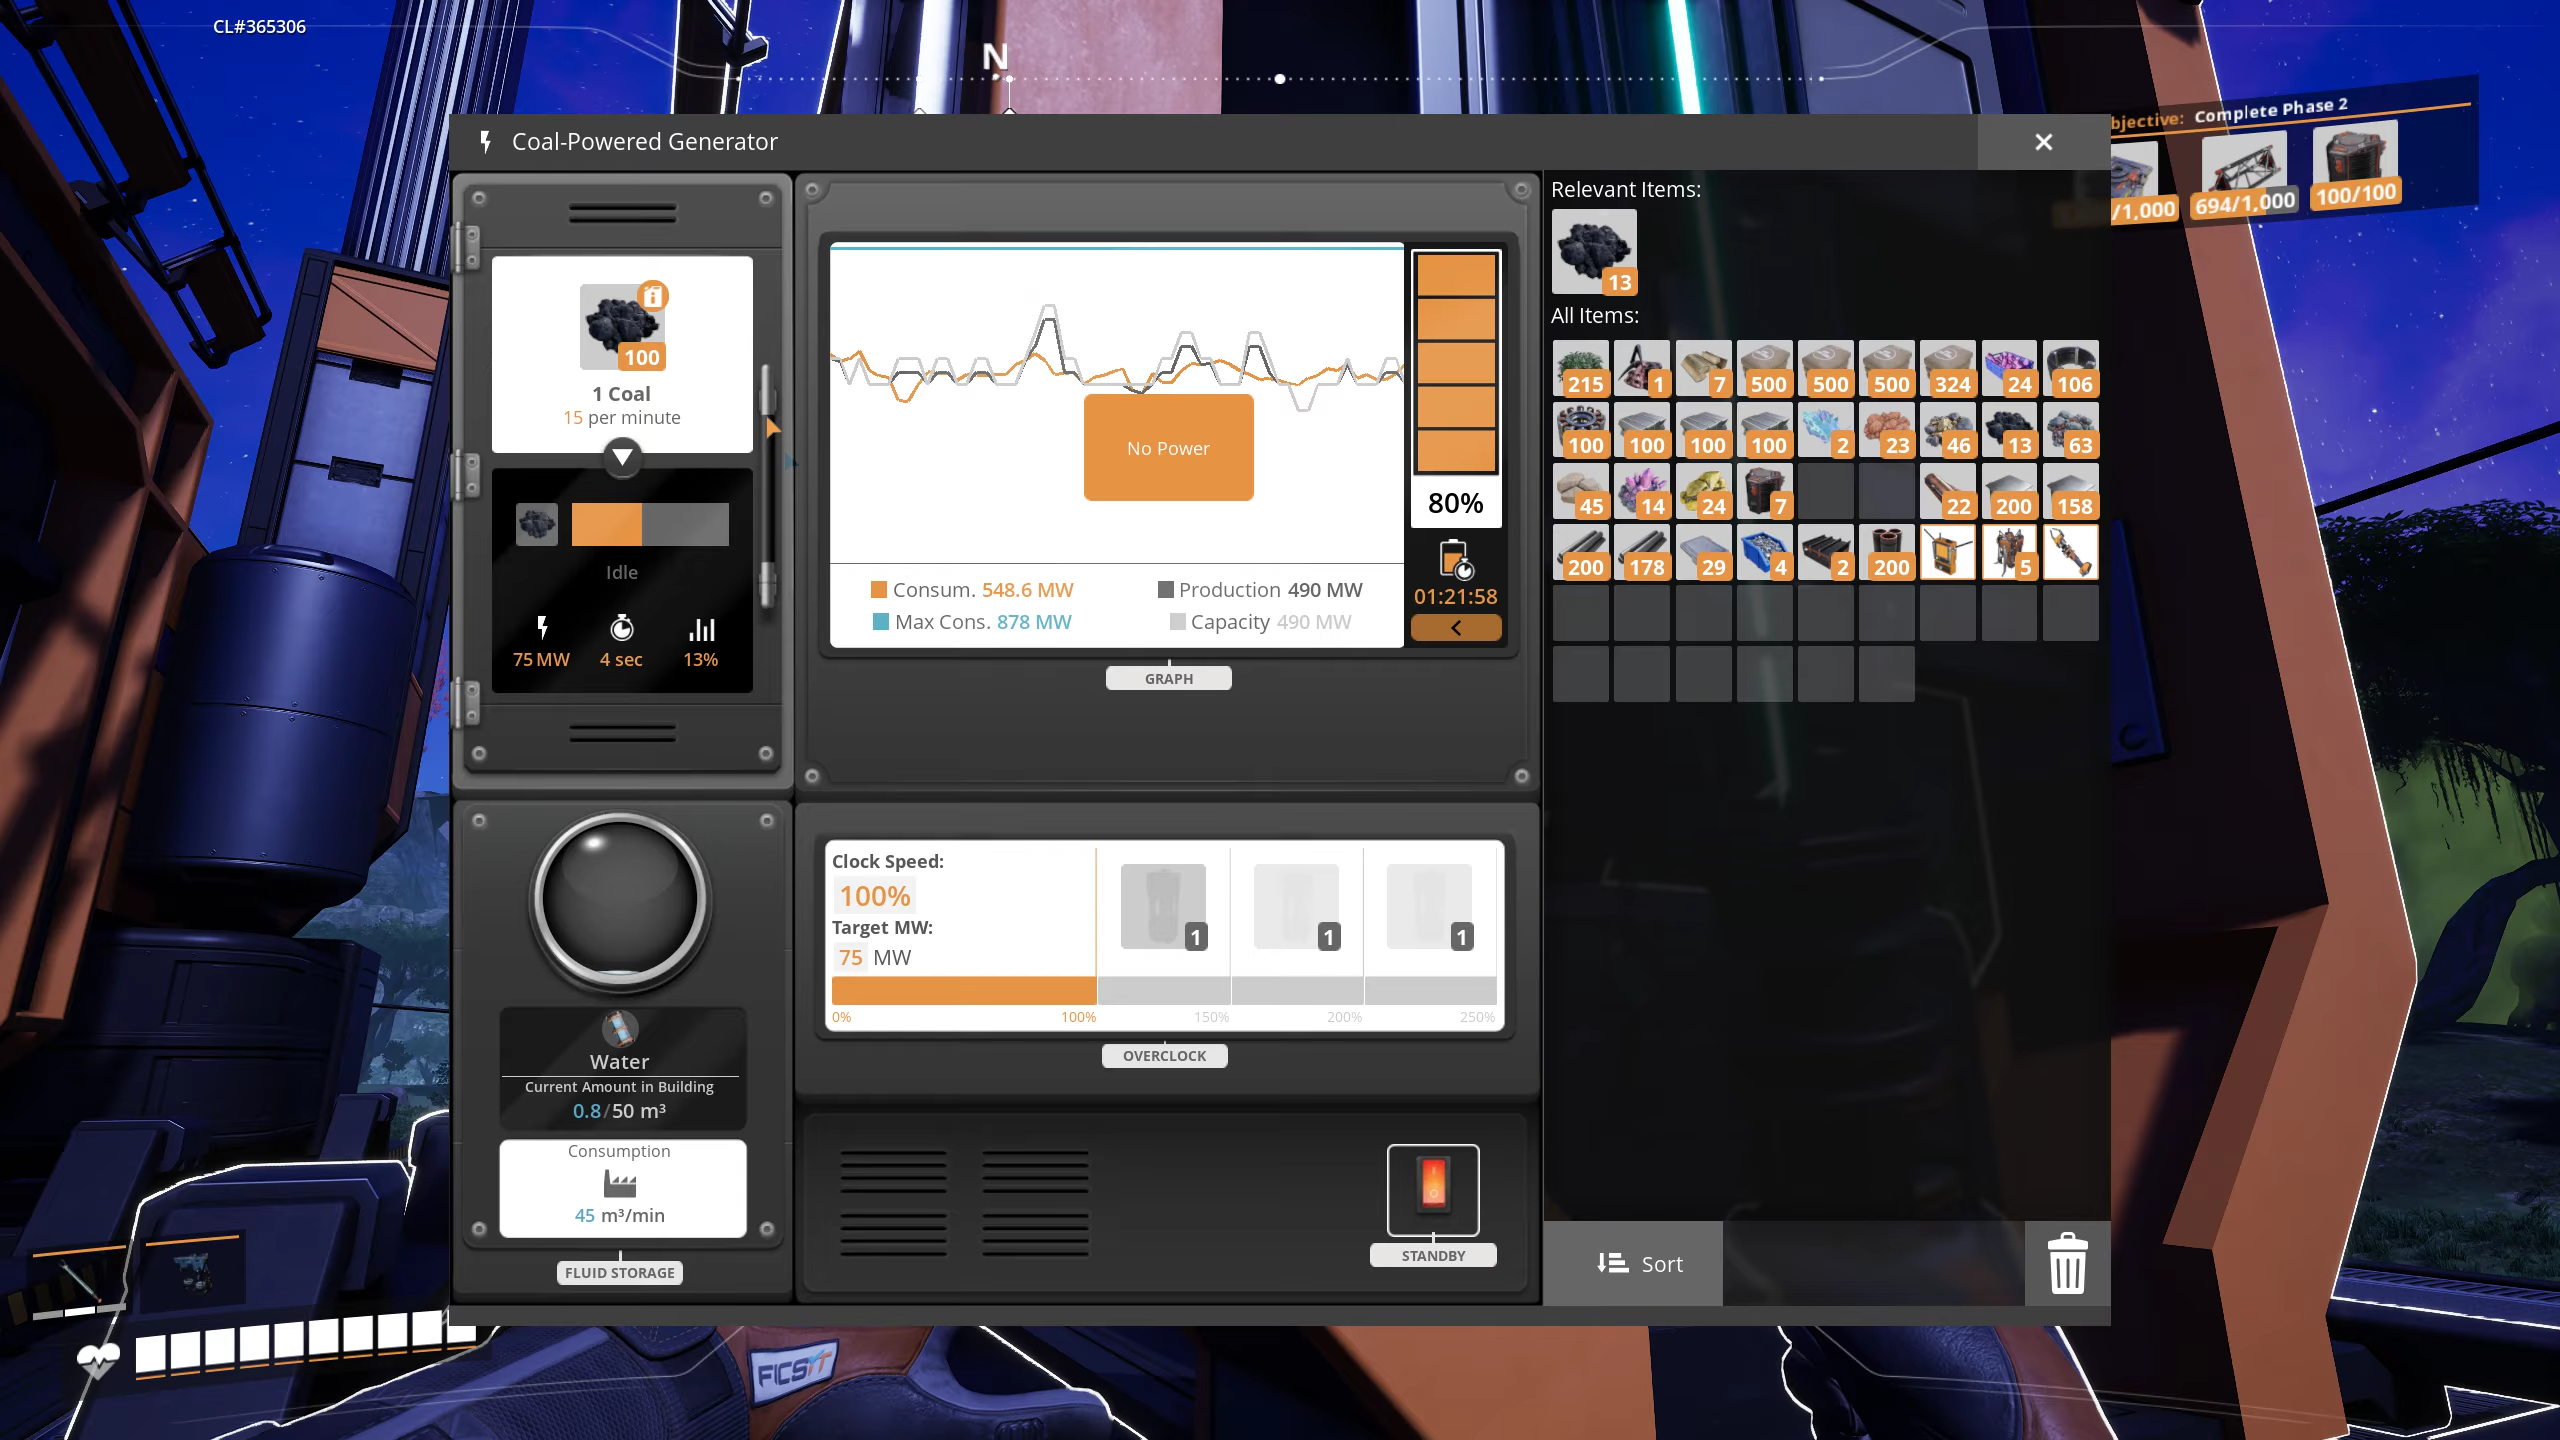 CL#365306
N
Coal-Powered Generator
bjective: Complete Phase 2
/1,000
694/1,000
100/100
100
1 Coal
15 per minute
Idle
75 MW
4 sec
13%
No Power
80%
01:21:58
Consum. 548.6 MW
Production 490 MW
Max Cons. 878 MW
Capacity 490 MW
GRAPH
Water
Current Amount in Building
0.8/50 m³
Consumption
45 m³/min
FLUID STORAGE
Clock Speed:
100%
Target MW:
75 MW
1
1
1
0%
100%
150%
200%
250%
OVERCLOCK
STANDBY
Relevant Items:
13
All Items:
215 1 7 500 500 500 324 24 106
100 100 100 100 2 23 46 13 63
45 14 24 7 22 200 158
200 178 29 4 2 200 5
Sort
FICSIT